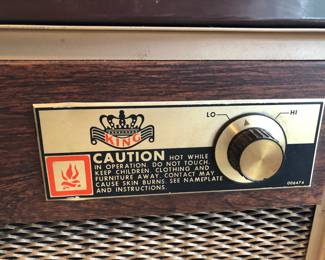 KING
LO
HI
CAUTION HOT WHILE
IN OPERATION. DO NOT TOUCH.
KEEP CHILDREN, CLOTHING AND
FURNITURE AWAY. CONTACT MAY
CAUSE SKIN BURNS. SEE NAMEPLATE
AND INSTRUCTIONS.